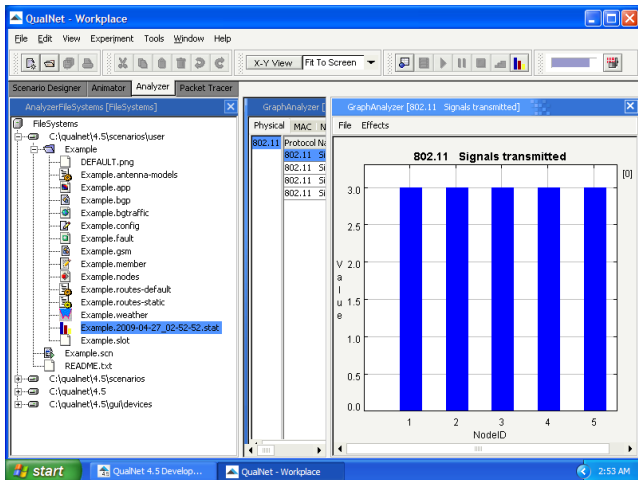 QualNet - Workplace
File Edit View Experiment Tools Window Help
X-Y View Fit To Screen
Scenario Designer Animator Analyzer Packet Tracer
AnalyzerFileSystems [FileSystems]
FileSystems
C:\qualnet\4.5\scenarios\user
Example
DEFAULT.png
Example.antenna-models
Example.app
Example.bgp
Example.bgtraffic
Example.config
Example.fault
Example.gsm
Example.member
Example.nodes
Example.routes-default
Example.routes-static
Example.weather
Example.2009-04-27_02-52-52.stat
Example.slot
Example.scn
README.txt
C:\qualnet\4.5\scenarios
C:\qualnet\4.5
C:\qualnet\4.5\gui\devices
GraphAnalyzer [
Physical MAC N
802.11 Protocol Na
802.11 Si
802.11 Si
802.11 Si
802.11 Si
GraphAnalyzer [802.11 Signals transmitted]
File Effects
802.11 Signals transmitted
[0]
3.0
2.5
2.0
1.5
1.0
0.5
0.0
Value
1 2 3 4 5
NodeID
start
QualNet 4.5 Develop...
QualNet - Workplace
2:53 AM